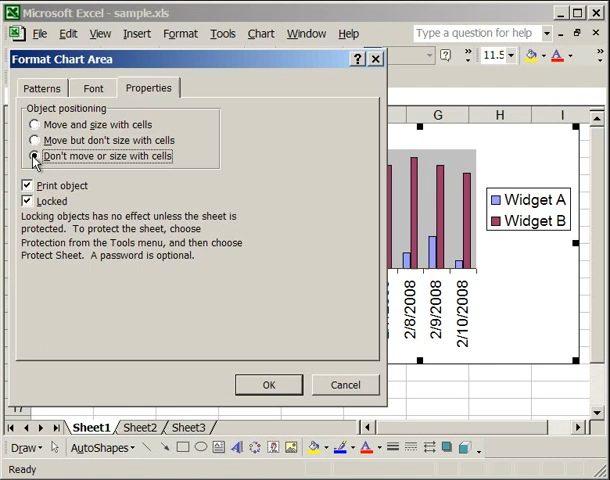 Microsoft Excel - sample.xls
File Edit View Insert Format Tools Chart Window Help
Type a question for help
11.5
Format Chart Area
Patterns Font Properties
Object positioning
Move and size with cells
Move but don't size with cells
Don't move or size with cells
Print object
Locked
Locking objects has no effect unless the sheet is
protected. To protect the sheet, choose
Protection from the Tools menu, and then choose
Protect Sheet. A password is optional.
OK Cancel
G H I
Widget A
Widget B
2/8/2008
2/9/2008
2/10/2008
17
Sheet1 Sheet2 Sheet3
Draw AutoShapes
Ready